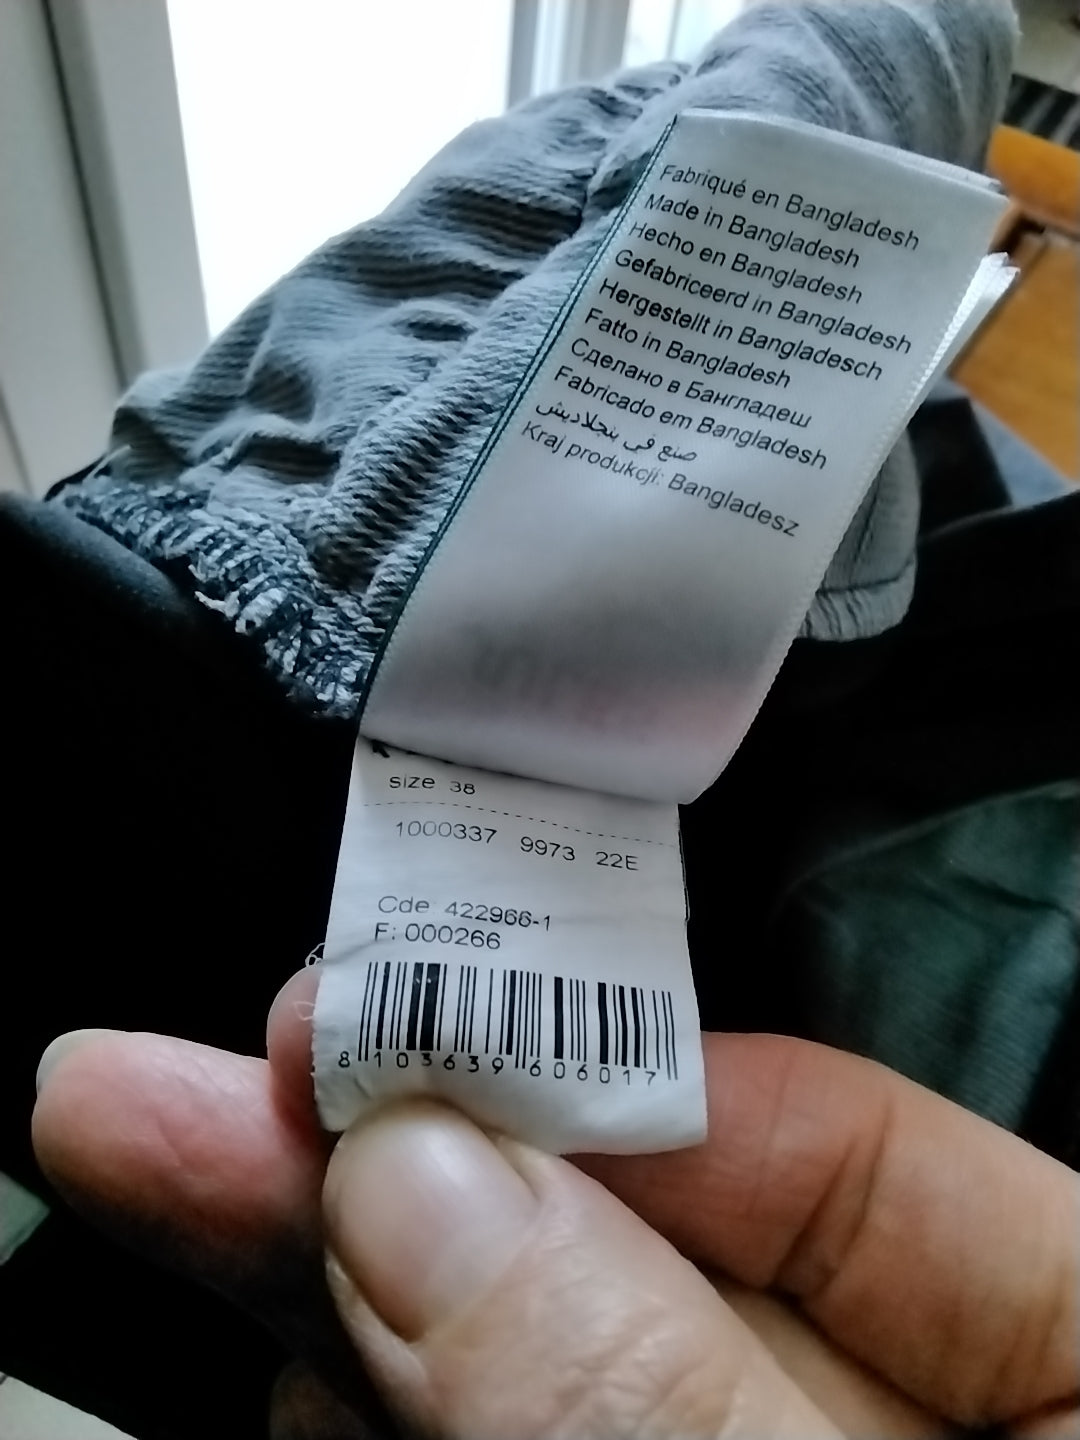 Fabriqué en Bangladesh
Made in Bangladesh
Hecho en Bangladesh
Gefabriceerd in Bangladesh
Hergestellt in Bangladesch
Fatto in Bangladesh
Сделано в Бангладеш
Fabricado em Bangladesh
صنع في بنجلاديش
Kraj produkcji: Bangladesz
size 38
1000337 9973 22E
Cde: 422966-1
F: 000266
8 103639 606017